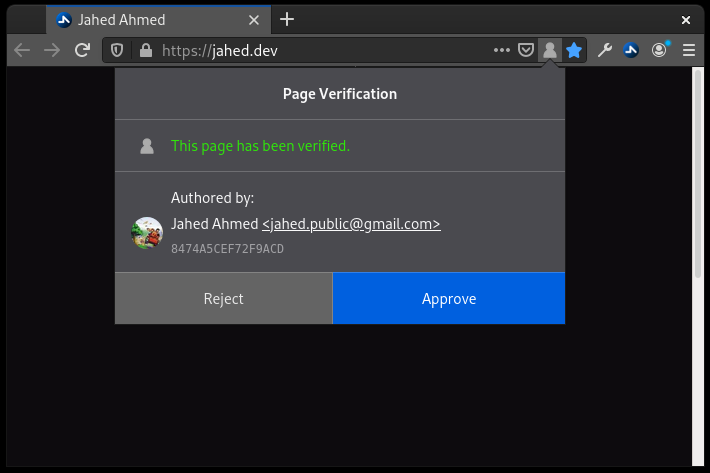 Jahed Ahmed
https://jahed.dev
Page Verification
This page has been verified.
Authored by:
Jahed Ahmed <jahed.public@gmail.com>
8474A5CEF72F9ACD
Reject
Approve